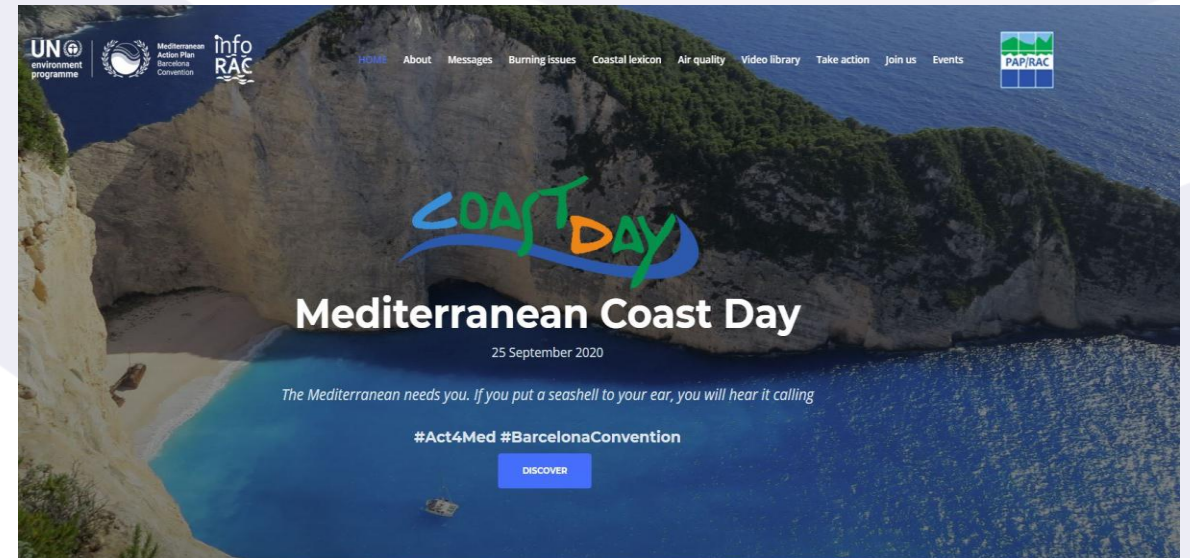 UN
environment
programme
Mediterranean
Action Plan
Barcelona
Convention
info
RAC
HOME About Messages Burning issues Coastal lexicon Air quality Video library Take action Join us Events
PAP/RAC
COAST DAY
Mediterranean Coast Day
25 September 2020
The Mediterranean needs you. If you put a seashell to your ear, you will hear it calling
#Act4Med #BarcelonaConvention
DISCOVER